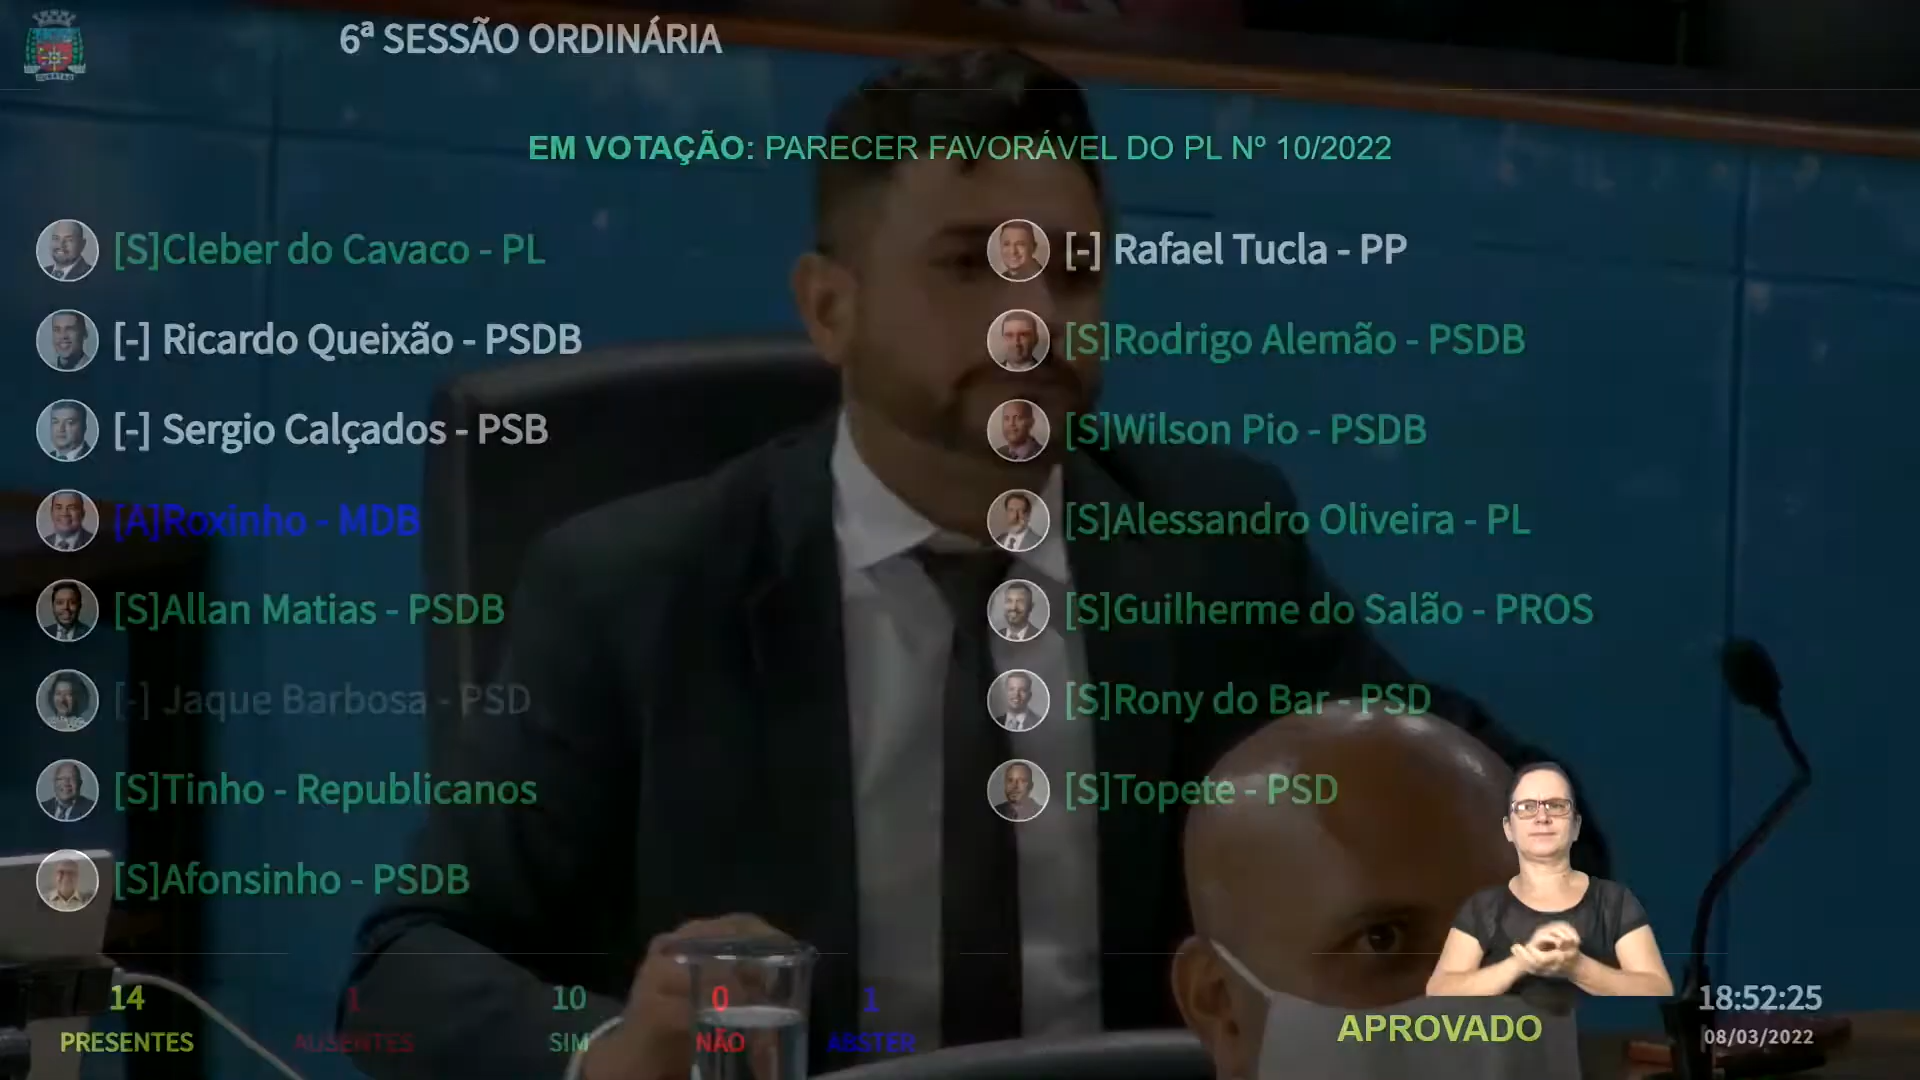 6ª SESSÃO ORDINÁRIA
EM VOTAÇÃO: PARECER FAVORÁVEL DO PL Nº 10/2022
[S]Cleber do Cavaco - PL
[-] Ricardo Queixão - PSDB
[-] Sergio Calçados - PSB
[A]Roxinho - MDB
[S]Allan Matias - PSDB
[-] Jaque Barbosa - PSD
[S]Tinho - Republicanos
[S]Afonsinho - PSDB
[-] Rafael Tucla - PP
[S]Rodrigo Alemão - PSDB
[S]Wilson Pio - PSDB
[S]Alessandro Oliveira - PL
[S]Guilherme do Salão - PROS
[S]Rony do Bar - PSD
[S]Topete - PSD
14 PRESENTES
1 AUSENTES
10 SIM
0 NÃO
1 ABSTER
APROVADO
18:52:25
08/03/2022